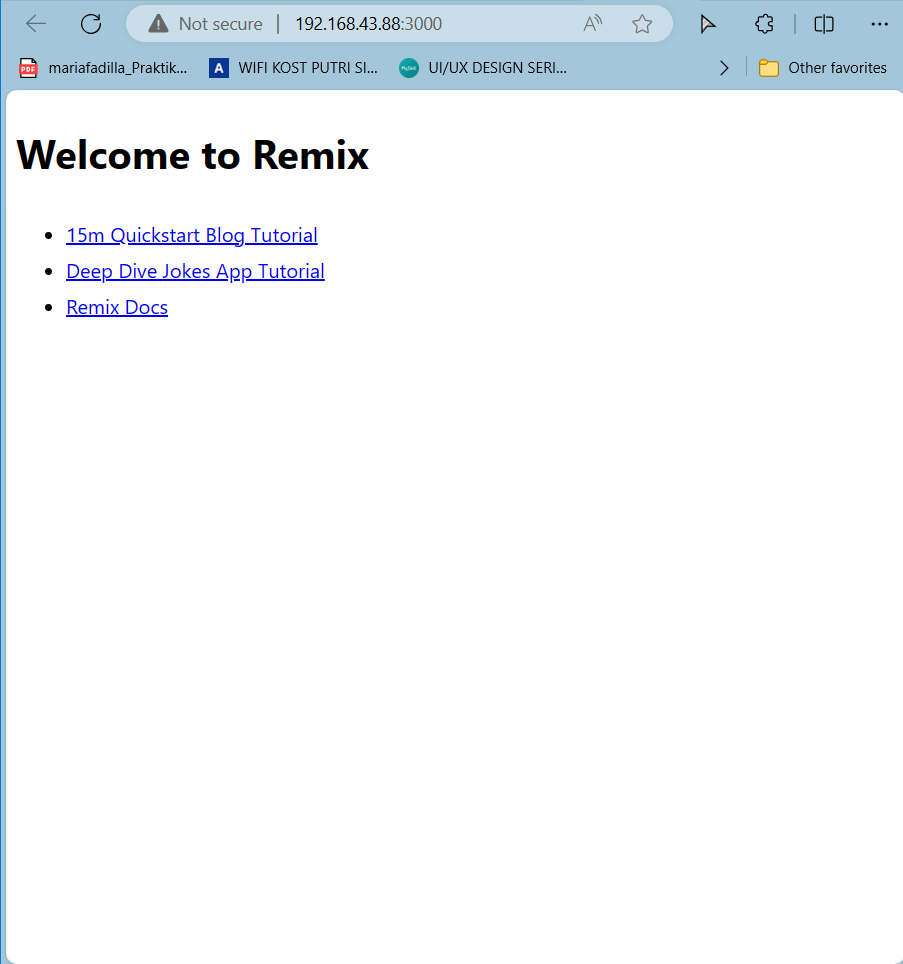 Not secure | 192.168.43.88:3000
mariafadilla_Praktik... WIFI KOST PUTRI SI... UI/UX DESIGN SERI... Other favorites
Welcome to Remix
15m Quickstart Blog Tutorial
Deep Dive Jokes App Tutorial
Remix Docs